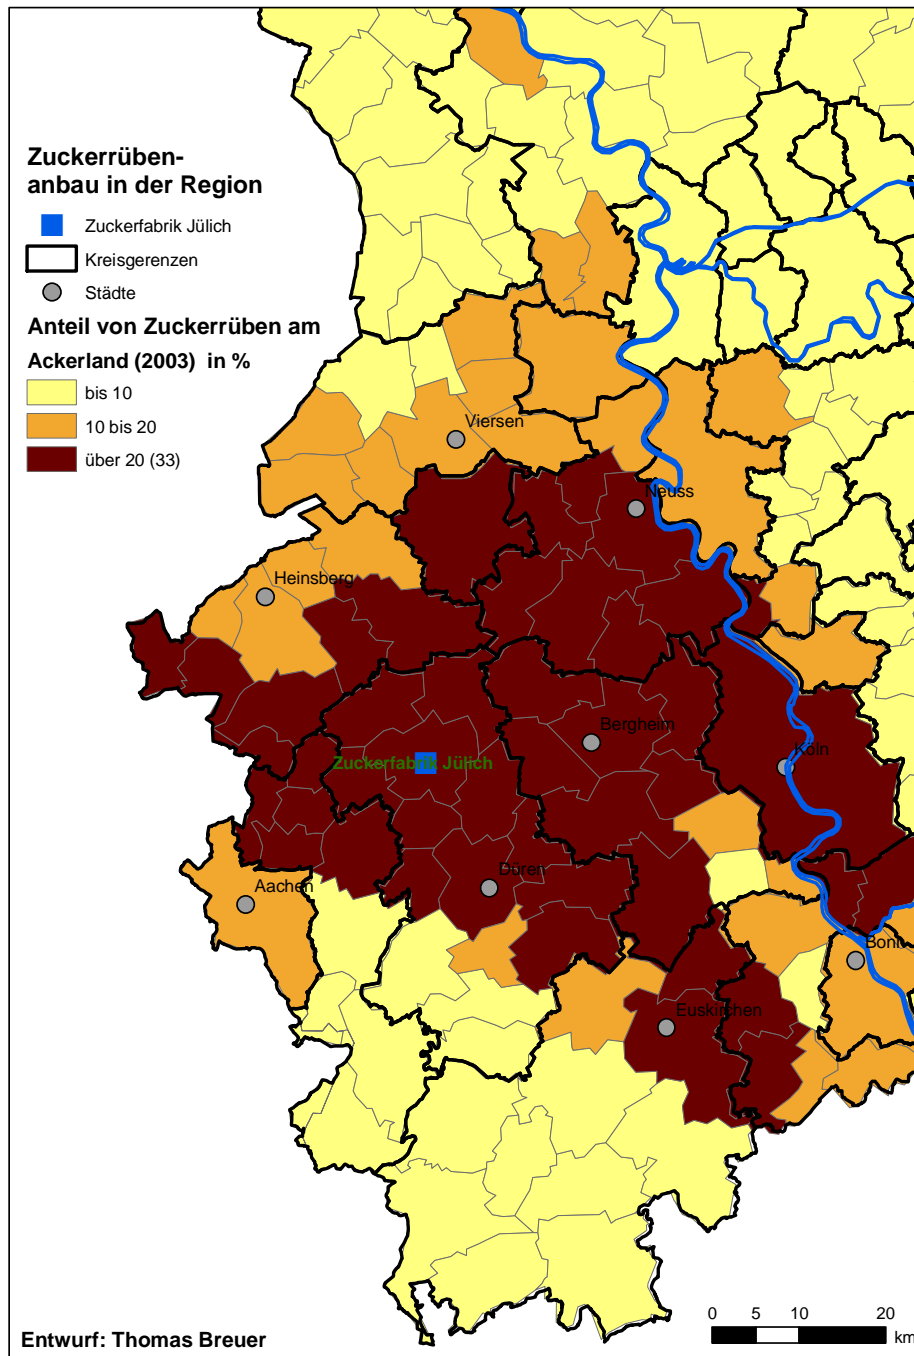 Zuckerrüben-
anbau in der Region
Zuckerfabrik Jülich
Kreisgerenzen
Städte
Anteil von Zuckerrüben am
Ackerland (2003) in %
bis 10
10 bis 20
über 20 (33)
Viersen
Neuss
Heinsberg
Bergheim
Köln
Zuckerfabrik Jülich
Düren
Aachen
Bonn
Euskirchen
0 5 10 20
km
Entwurf: Thomas Breuer